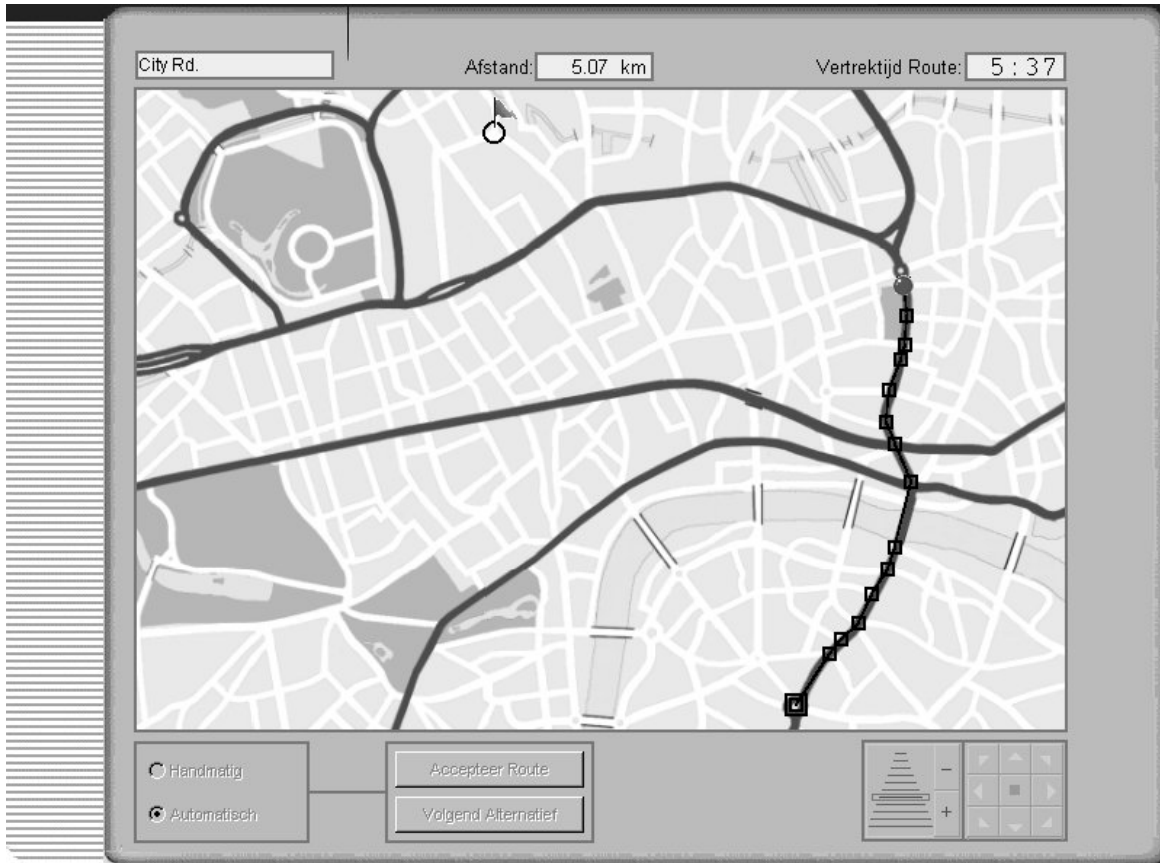 City Rd.
Afstand: 5.07 km
Vertrektijd Route: 5:37
Handmatig
Accepteer Route
Automatisch
Volgend Alternatief
-
+